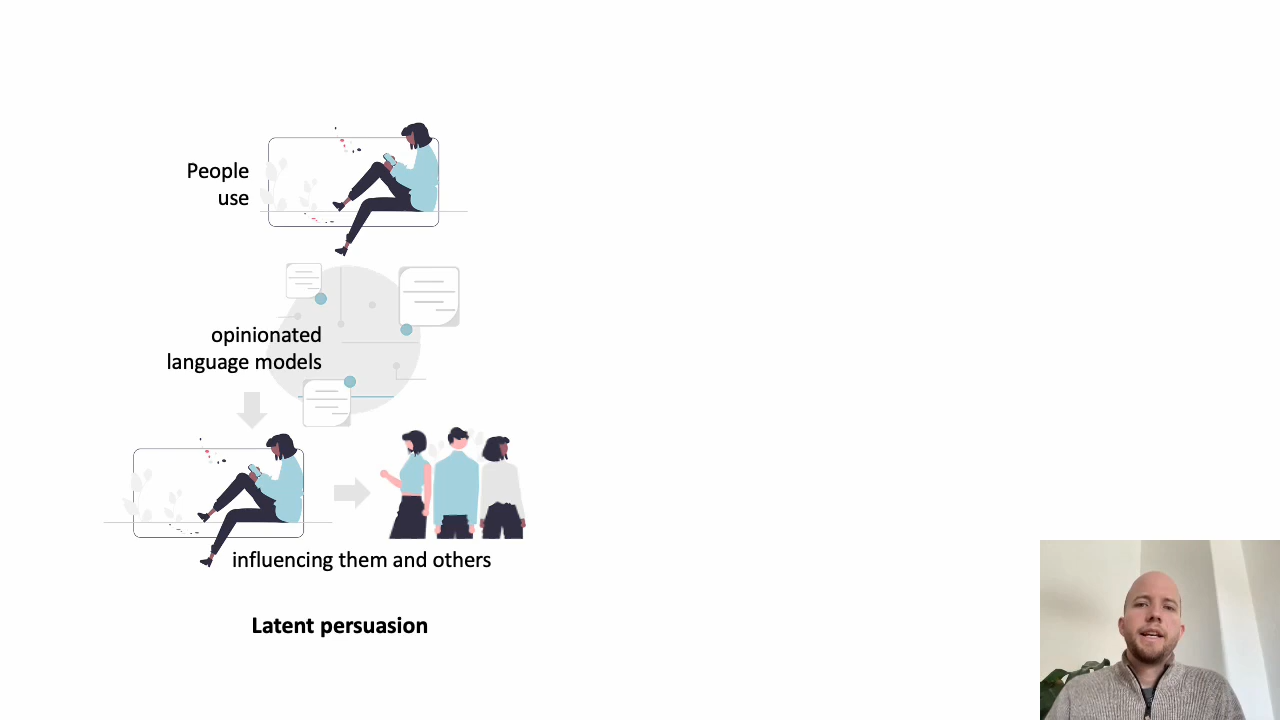 People
use
opinionated
language models
influencing them and others
Latent persuasion